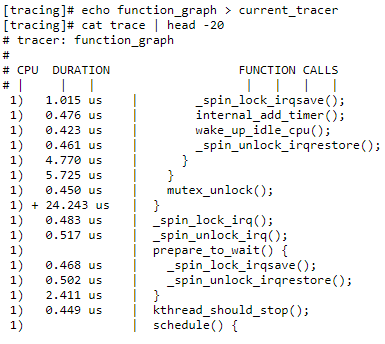 [tracing]# echo function_graph > current_tracer
[tracing]# cat trace | head -20
# tracer: function_graph
#
# CPU  DURATION                  FUNCTION CALLS
# |     |   |                     |   |   |   |
 1)   1.015 us    |        _spin_lock_irqsave();
 1)   0.476 us    |        internal_add_timer();
 1)   0.423 us    |        wake_up_idle_cpu();
 1)   0.461 us    |        _spin_unlock_irqrestore();
 1)   4.770 us    |      }
 1)   5.725 us    |    }
 1)   0.450 us    |    mutex_unlock();
 1) + 24.243 us   |  }
 1)   0.483 us    |  _spin_lock_irq();
 1)   0.517 us    |  _spin_unlock_irq();
 1)               |  prepare_to_wait() {
 1)   0.468 us    |    _spin_lock_irqsave();
 1)   0.502 us    |    _spin_unlock_irqrestore();
 1)   2.411 us    |  }
 1)   0.449 us    |  kthread_should_stop();
 1)               |  schedule() {